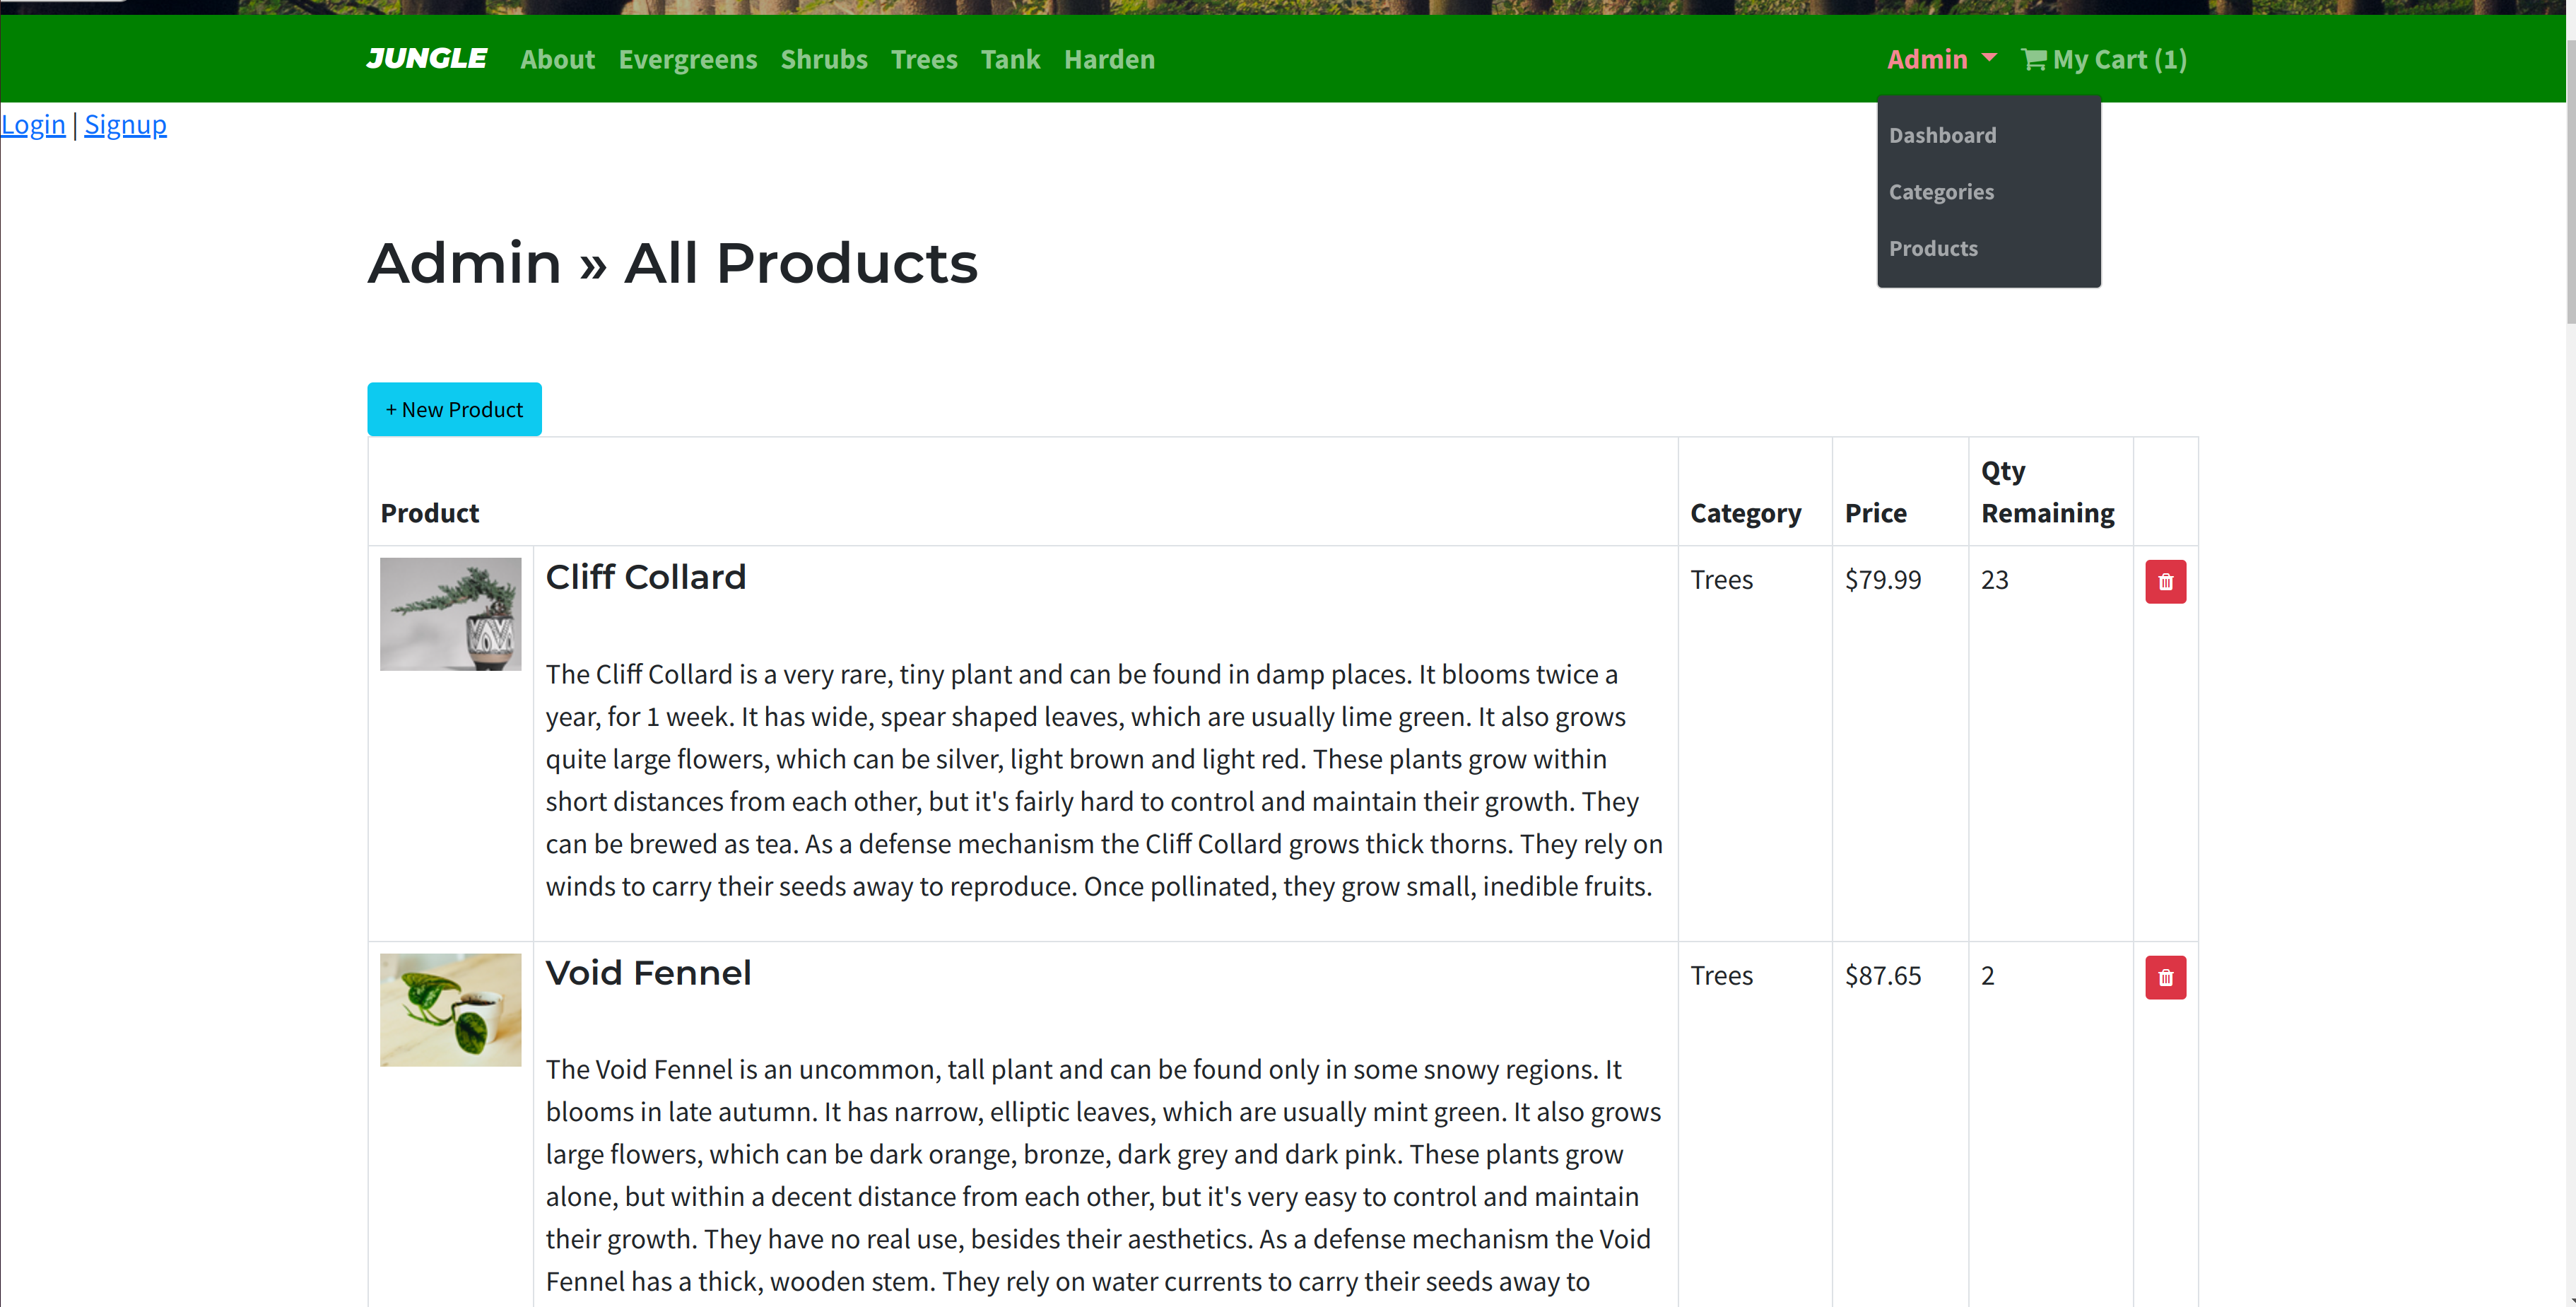 JUNGLE About Evergreens Shrubs Trees Tank Harden Admin My Cart (1)
Login | Signup
Dashboard
Categories
Products
Admin » All Products
+ New Product
Product Category Price Qty Remaining
Cliff Collard Trees $79.99 23
The Cliff Collard is a very rare, tiny plant and can be found in damp places. It blooms twice a
year, for 1 week. It has wide, spear shaped leaves, which are usually lime green. It also grows
quite large flowers, which can be silver, light brown and light red. These plants grow within
short distances from each other, but it's fairly hard to control and maintain their growth. They
can be brewed as tea. As a defense mechanism the Cliff Collard grows thick thorns. They rely on
winds to carry their seeds away to reproduce. Once pollinated, they grow small, inedible fruits.
Void Fennel Trees $87.65 2
The Void Fennel is an uncommon, tall plant and can be found only in some snowy regions. It
blooms in late autumn. It has narrow, elliptic leaves, which are usually mint green. It also grows
large flowers, which can be dark orange, bronze, dark grey and dark pink. These plants grow
alone, but within a decent distance from each other, but it's very easy to control and maintain
their growth. They have no real use, besides their aesthetics. As a defense mechanism the Void
Fennel has a thick, wooden stem. They rely on water currents to carry their seeds away to